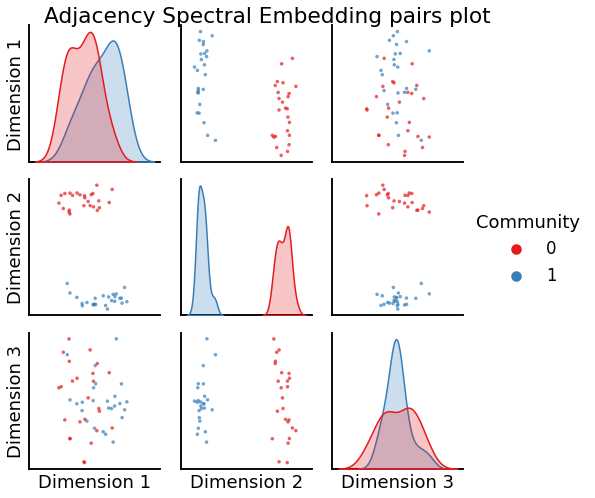 Adjacency Spectral Embedding pairs plot
Dimension 1
Dimension 2
Dimension 3
Community
0
1
Dimension 1
Dimension 2
Dimension 3